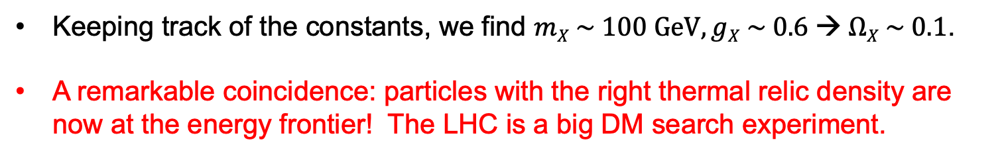 • Keeping track of the constants, we find m_X ~ 100 GeV, g_X ~ 0.6 → Ω_X ~ 0.1.
• A remarkable coincidence: particles with the right thermal relic density are
now at the energy frontier! The LHC is a big DM search experiment.